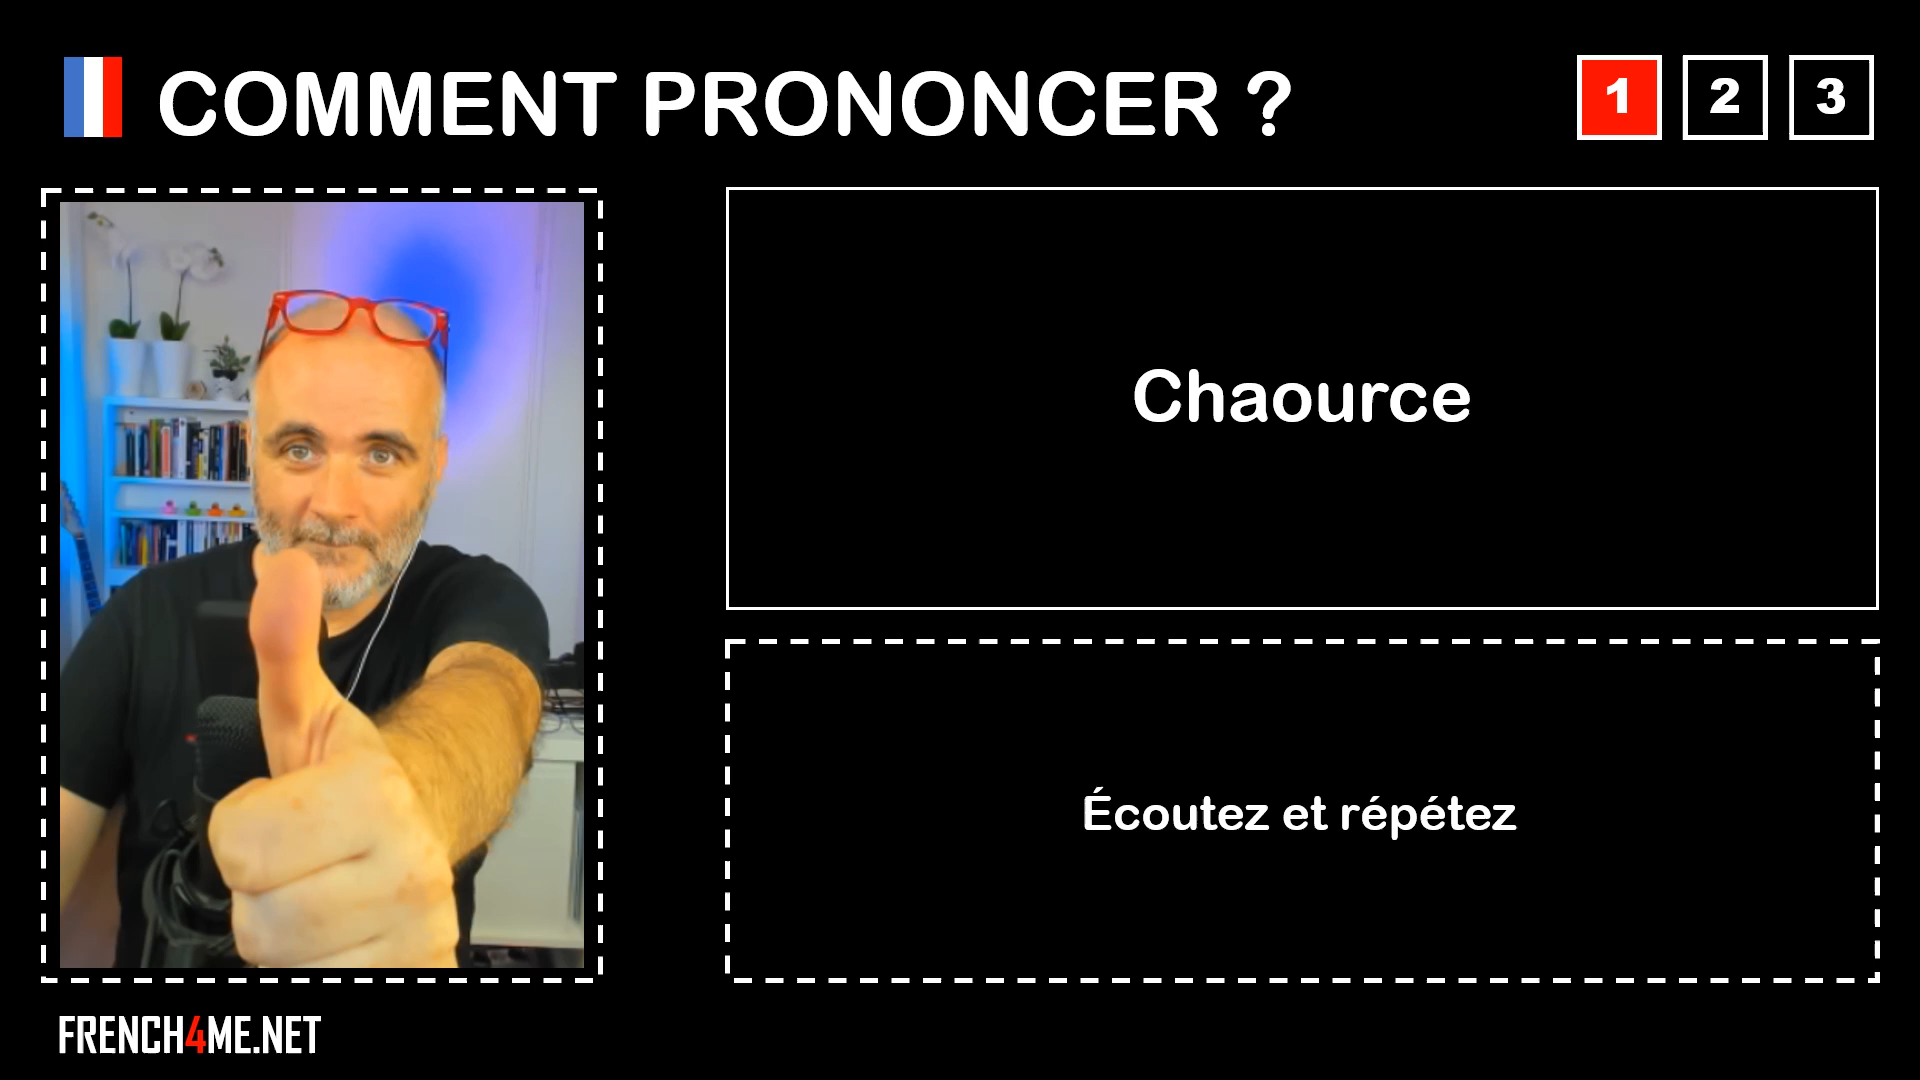 COMMENT PRONONCER ?
1 2 3
Chaource
Écoutez et répétez
FRENCH4ME.NET